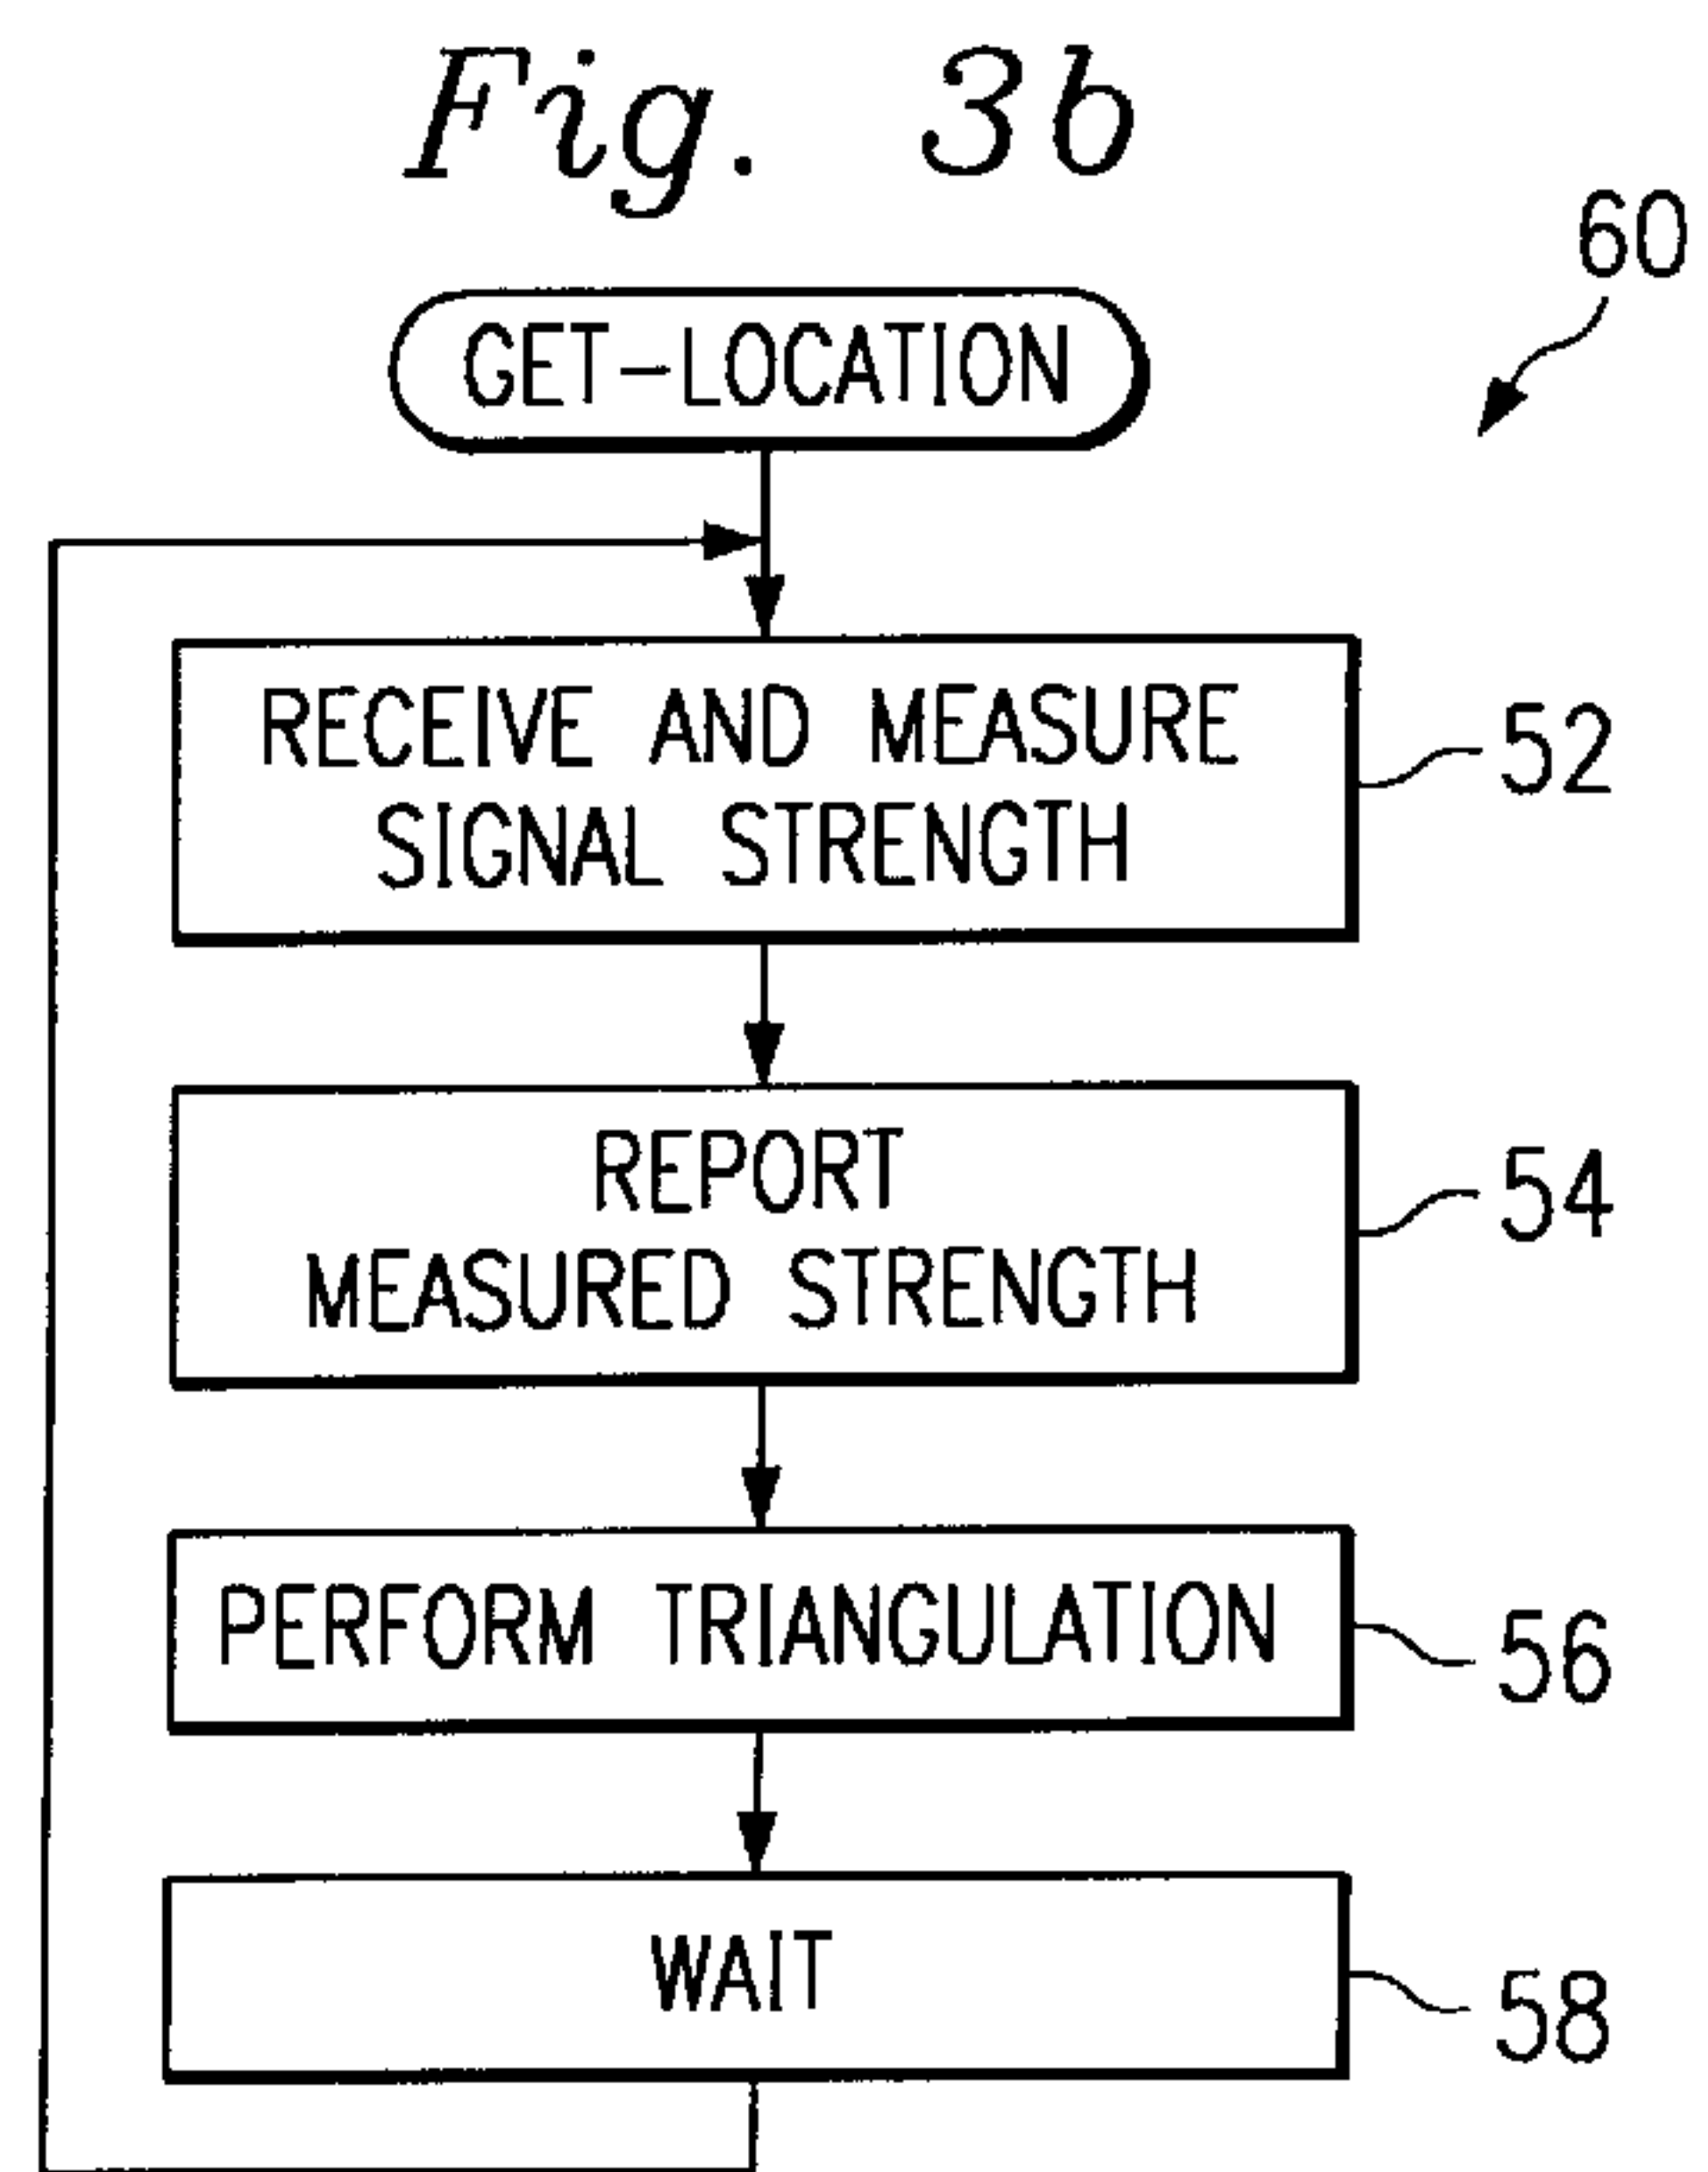 Fig. 3b
60
GET-LOCATION
RECEIVE AND MEASURE
SIGNAL STRENGTH
52
REPORT
MEASURED STRENGTH
54
PERFORM TRIANGULATION
56
WAIT
58